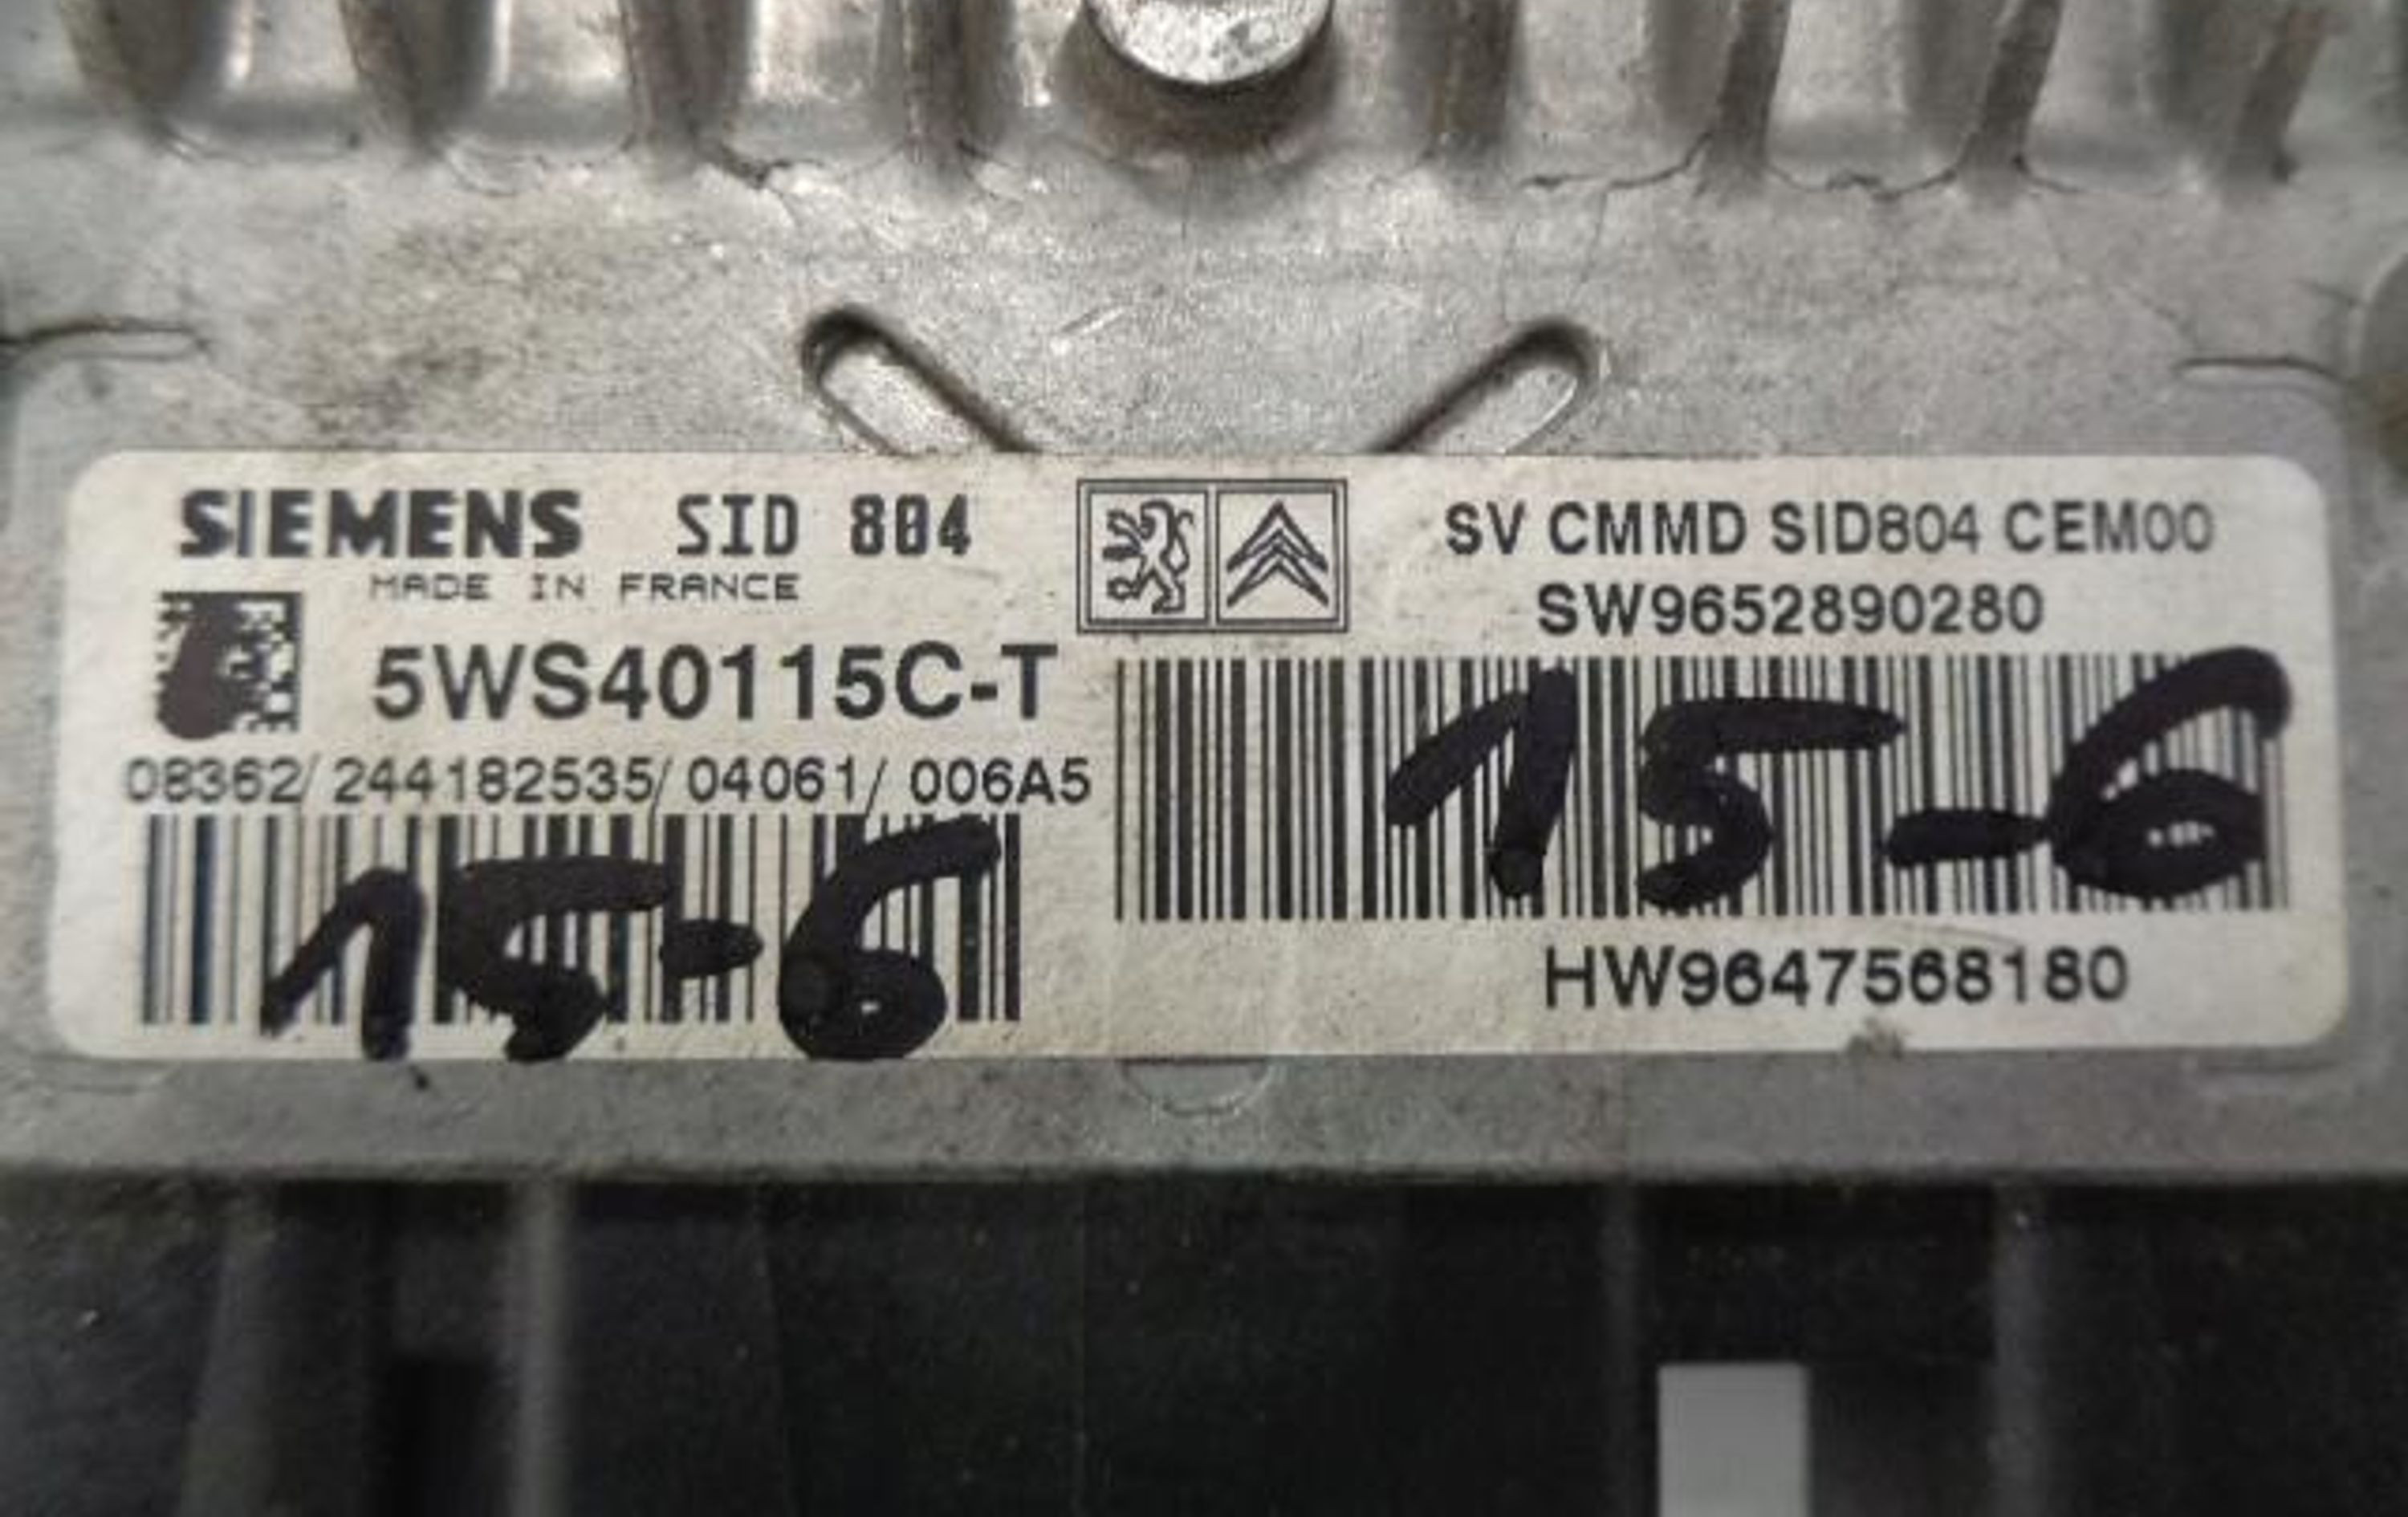 SIEMENS SID 804
MADE IN FRANCE
5WS40115C-T
08362/ 244182535/ 04061/ 006A5
15-6
SV CMMD SID804 CEM00
SW9652890280
15-6
HW9647568180